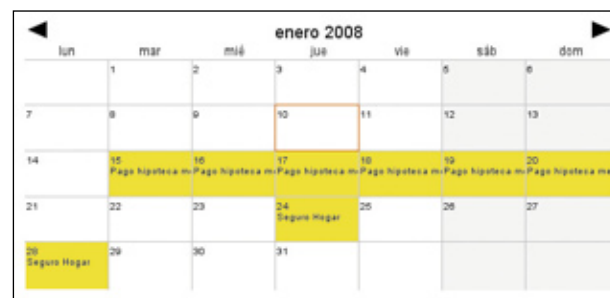 enero 2008
lun mar mié jue vie sáb dom
1 2 3 4 5 6
7 8 9 10 11 12 13
14 15 16 17 18 19 20
Pago hipoteca Pago hipoteca Pago hipoteca Pago hipoteca Pago hipoteca Pago hipoteca
21 22 23 24 25 26 27
Seguro Hogar
28 29 30 31
Seguro Hogar